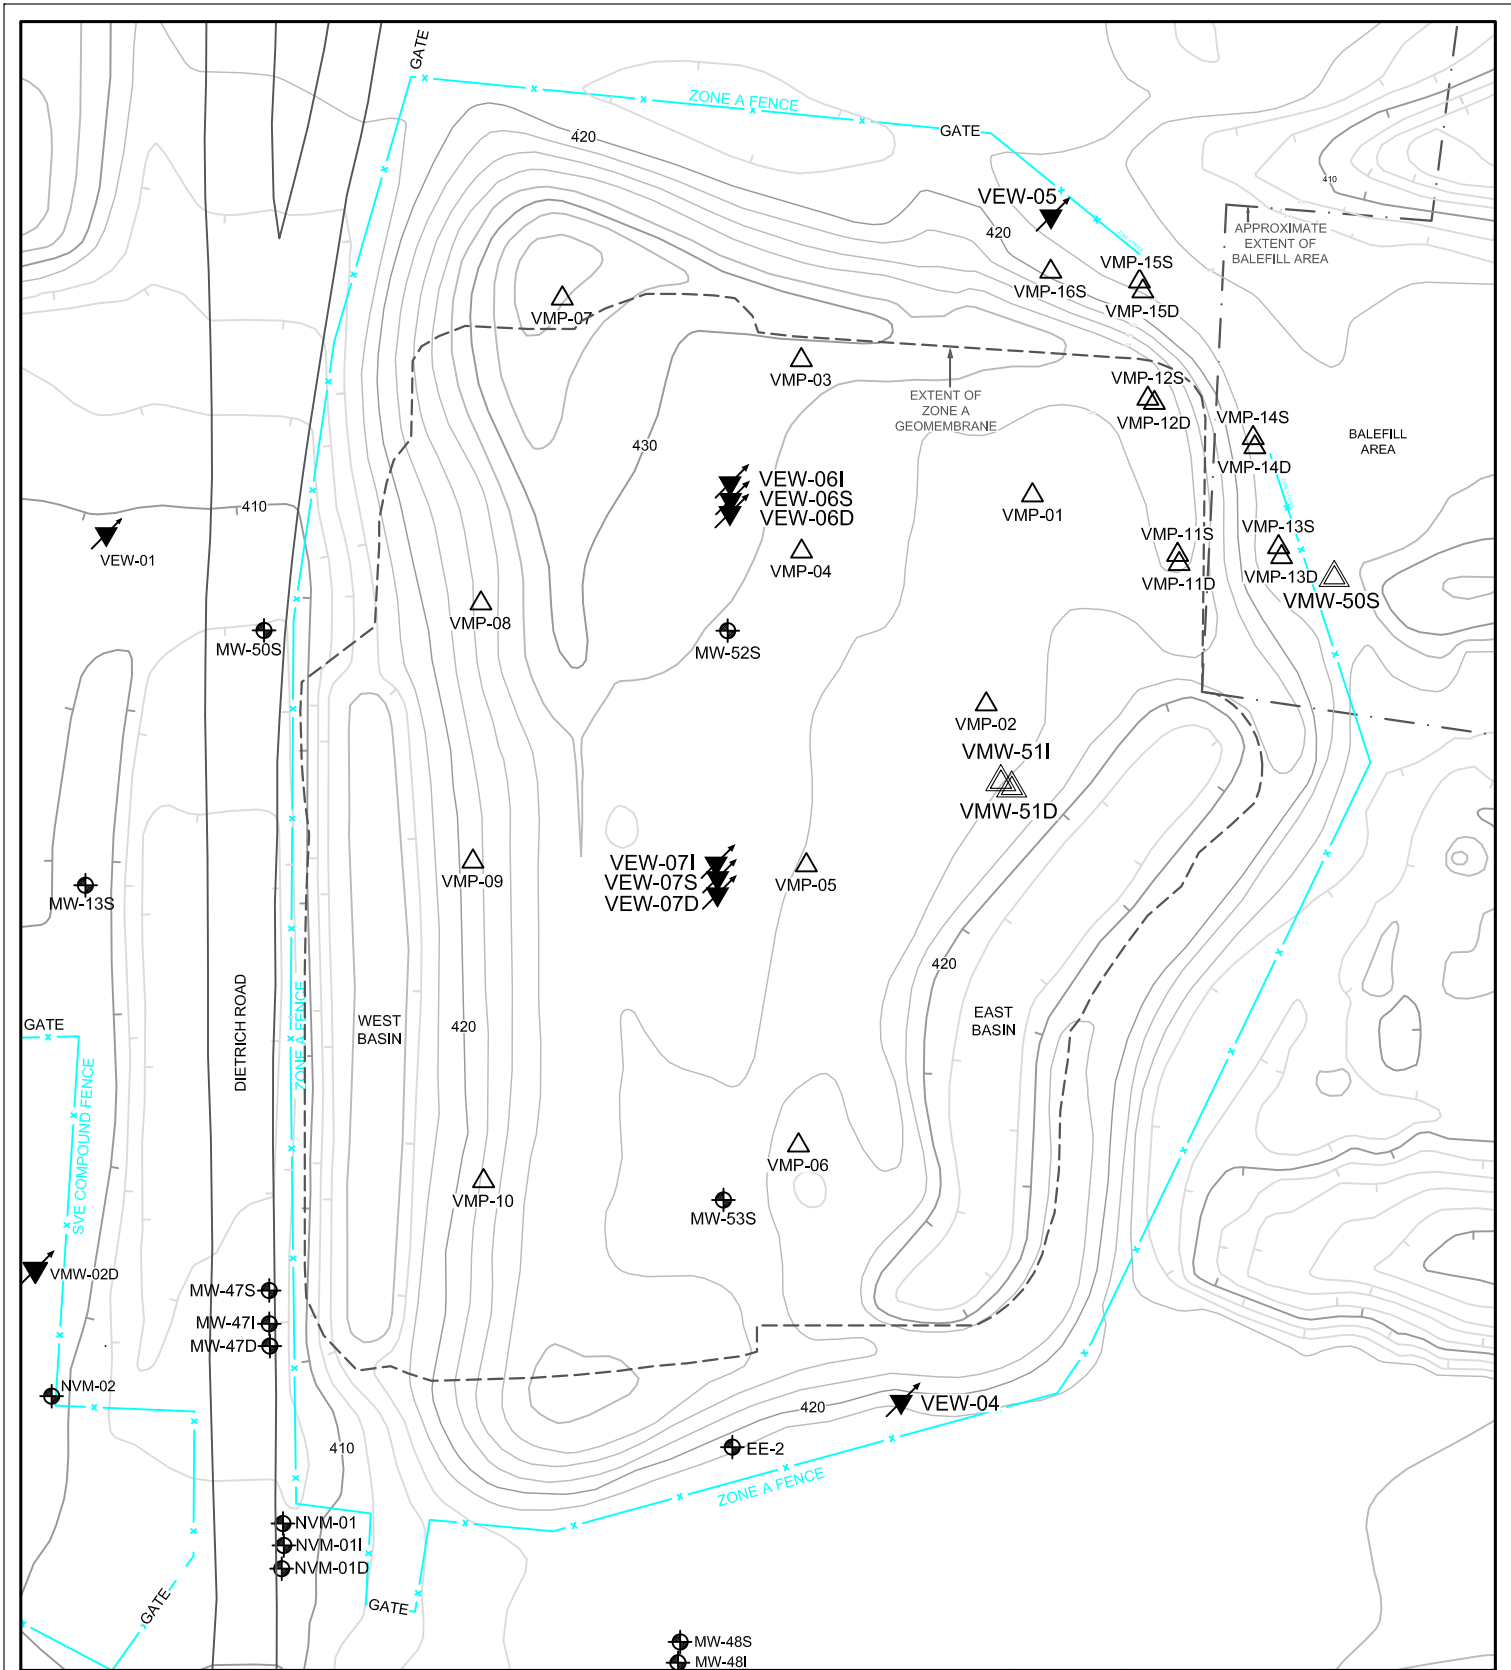 GATE
ZONE A FENCE
GATE
420
410
VEW-05
420
APPROXIMATE
EXTENT OF
BALEFILL AREA
VMP-15S
VMP-16S
VMP-15D
VMP-07
VMP-03
VMP-12S
EXTENT OF
ZONE A
GEOMEMBRANE
VMP-12D
VMP-14S
BALEFILL
AREA
430
VMP-14D
VEW-06I
VEW-06S
VEW-06D
410
VMP-01
VEW-01
VMP-11S
VMP-13S
VMP-04
VMP-11D
VMP-13D
VMW-50S
VMP-08
MW-50S
MW-52S
VMP-02
VMW-51I
VMW-51D
VEW-07I
VEW-07S
VEW-07D
VMP-09
VMP-05
MW-13S
420
DIETRICH ROAD
ZONE A FENCE
GATE
WEST
BASIN
420
EAST
BASIN
SVE COMPOUND FENCE
VMP-06
VMP-10
MW-53S
VMW-02D
MW-47S
MW-47I
MW-47D
NVM-02
VEW-04
420
410
EE-2
ZONE A FENCE
NVM-01
NVM-01I
NVM-01D
GATE
GATE
MW-48S
MW-48I